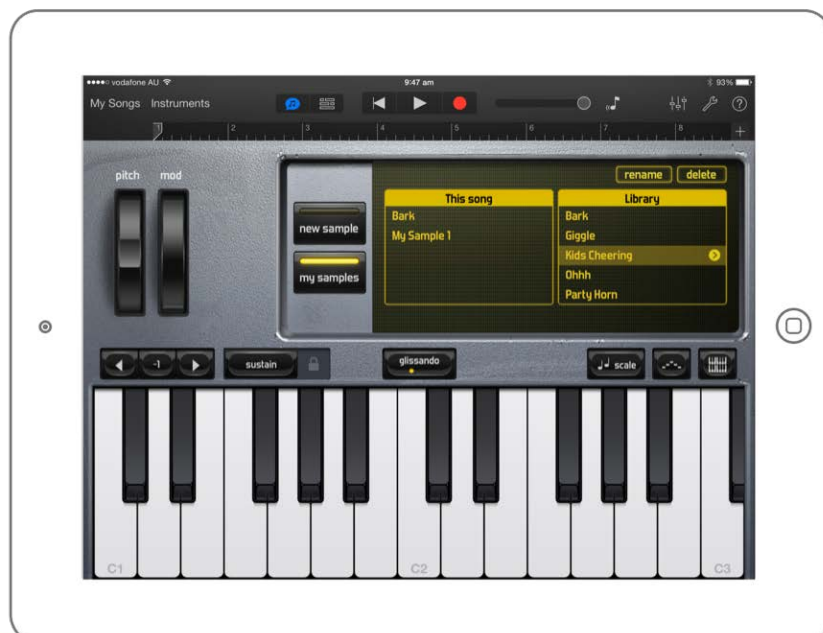 vodafone AU 9:47 am 93%
My Songs Instruments
1 2 3 4 5 6 7 8 +
pitch mod
rename delete
This song Library
new sample
my samples
Bark
My Sample 1
Bark
Giggle
Kids Cheering
Ohhh
Party Horn
-1 sustain glissando scale
C1 C2 C3